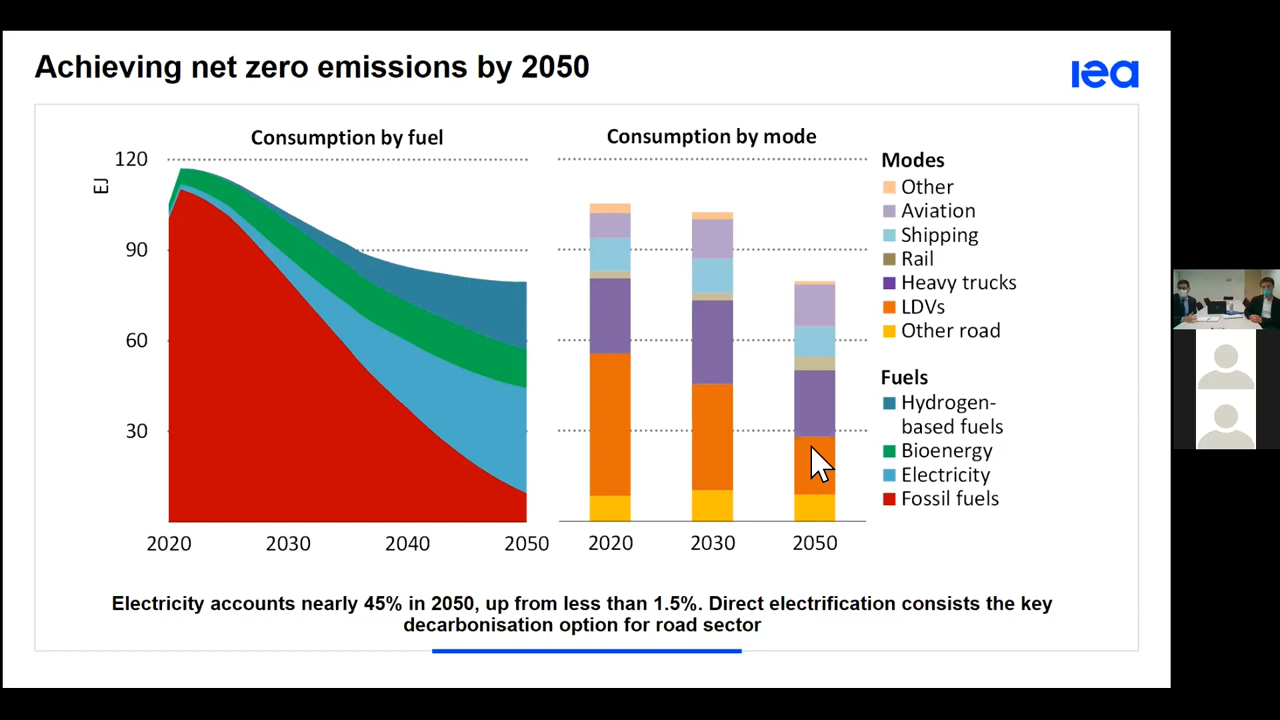 Achieving net zero emissions by 2050
iea
Consumption by fuel
EJ
120
90
60
30
2020 2030 2040 2050
Consumption by mode
2020 2030 2050
Modes
Other
Aviation
Shipping
Rail
Heavy trucks
LDVs
Other road
Fuels
Hydrogen-
based fuels
Bioenergy
Electricity
Fossil fuels
Electricity accounts nearly 45% in 2050, up from less than 1.5%. Direct electrification consists the key
decarbonisation option for road sector